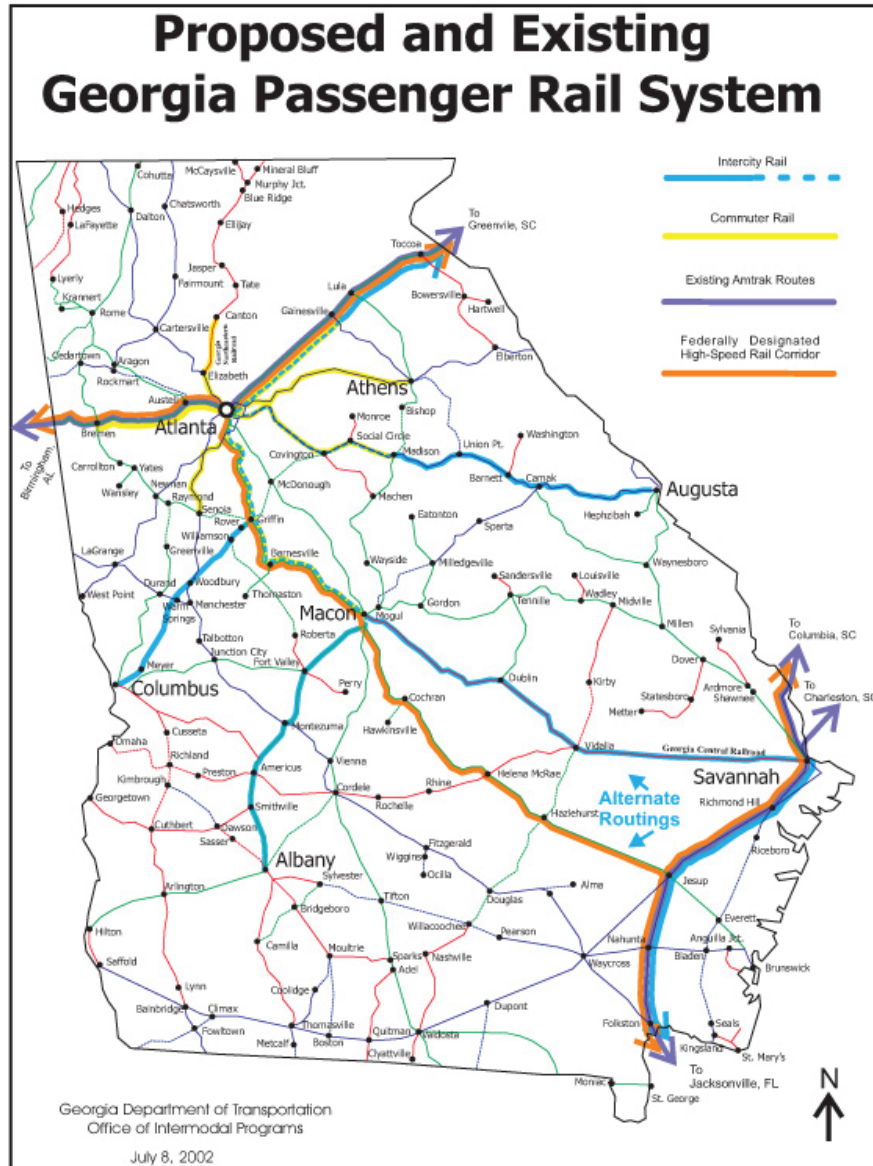 Proposed and Existing
Georgia Passenger Rail System
Intercity Rail
Commuter Rail
Existing Amtrak Routes
Federally Designated
High-Speed Rail Corridor
To
Greenvile, SC
McCaysville
Mineral Bluff
Murphy Jct.
Blue Ridge
Cohutta
Dalton
Chatsworth
Hedges
LaFayette
Ellijay
Toccoa
Jasper
Tate
Lyerly
Krannert
Fairmount
Lula
Bowersville
Hartwell
Rome
Canton
Gainesville
Cartersville
Georgia
Northeastern
Railroad
Elberton
Cedartown
Aragon
Rockmart
Elizabeth
Athens
Austell
Bishop
Atlanta
Monroe
Bremen
Social Circle
Washington
To
Birmingham,
AL
Covington
Madison
Union Pt.
Carrollton
Yates
Barnett
Camak
Augusta
Wansley
Newnan
Raymond
McDonough
Machen
Hephzibah
Senoia
Rover
Griffin
Eatonton
Sparta
Williamson
Greenville
Barnesville
Wayside
Milledgeville
Waynesboro
LaGrange
Woodbury
Sandersville
Louisville
West Point
Durand
Warm
Springs
Manchester
Thomaston
Gordon
Tennille
Wadley
Midville
Macon
Mogul
Millen
Sylvania
To
Columbia, SC
Talbotton
Roberta
Junction City
Fort Valley
Meyer
Dover
Columbus
Perry
Dublin
Kirby
Statesboro
Ardmore
Shawnee
To
Charleston, SC
Cochran
Metter
Hawkinsville
Cusseta
Montezuma
Omaha
Vidalia
Georgia Central Railroad
Richland
Vienna
Kimbrough
Preston
Americus
Helena McRae
Savannah
Cordele
Rhine
Rochelle
Georgetown
Smithville
Alternate
Routings
Richmond Hill
Hazlehurst
Cuthbert
Dawson
Sasser
Fitzgerald
Riceboro
Wiggins
Albany
Ocilla
Jesup
Sylvester
Alma
Arlington
Tifton
Douglas
Bridgeboro
Everett
Willacoochee
Pearson
Hilton
Camilla
Moultrie
Nahunta
Anguilla Jct.
Sparks
Nashville
Waycross
Bladen
Saffold
Adel
Brunswick
Lynn
Coolidge
Bainbridge
Climax
Dupont
Folkston
Seals
Fowltown
Thomasville
Quitman
Valdosta
Metcalf
Boston
Clyattville
Kingsland
St. Mary's
To
Jacksonville, FL
Moniac
St. George
N
Georgia Department of Transportation
Office of Intermodal Programs
July 8, 2002